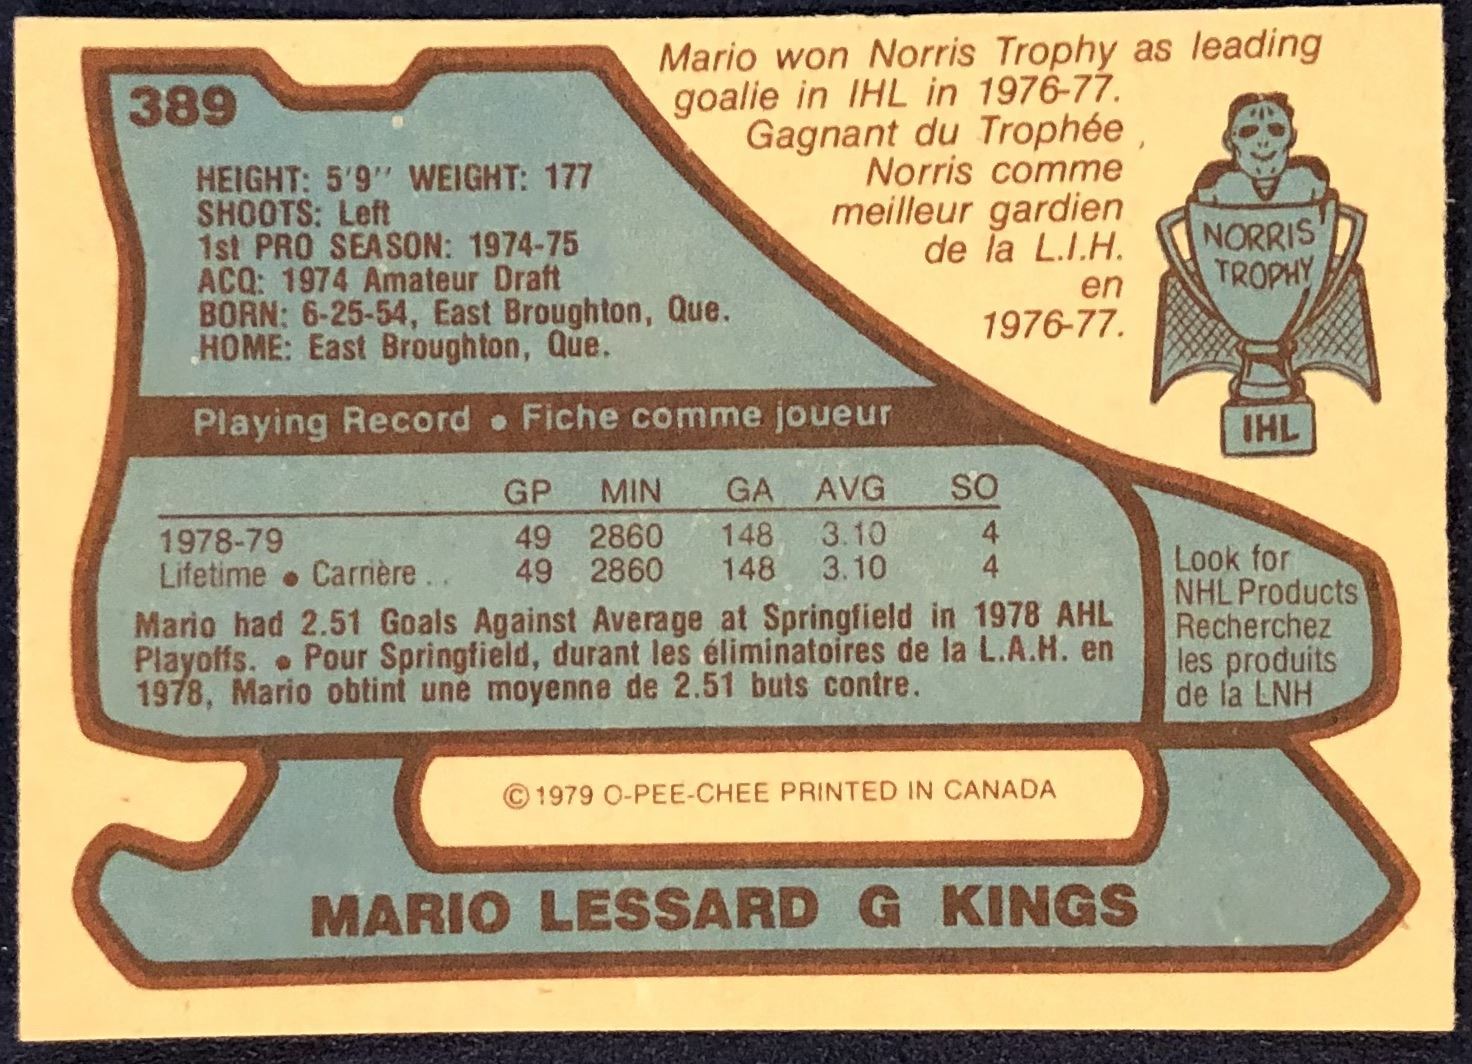 389
HEIGHT: 5'9" WEIGHT: 177
SHOOTS: Left
1st PRO SEASON: 1974-75
ACQ: 1974 Amateur Draft
BORN: 6-25-54, East Broughton, Que.
HOME: East Broughton, Que.
Mario won Norris Trophy as leading
goalie in IHL in 1976-77.
Gagnant du Trophée
Norris comme
meilleur gardien
de la L.I.H.
en
1976-77.
NORRIS
TROPHY
IHL
Playing Record • Fiche comme joueur
GP MIN GA AVG SO
1978-79 49 2860 148 3.10 4
Lifetime • Carrière .. 49 2860 148 3.10 4
Mario had 2.51 Goals Against Average at Springfield in 1978 AHL
Playoffs. • Pour Springfield, durant les éliminatoires de la L.A.H. en
1978, Mario obtint une moyenne de 2.51 buts contre.
Look for
NHL Products
Recherchez
les produits
de la LNH
©1979 O-PEE-CHEE PRINTED IN CANADA
MARIO LESSARD G KINGS